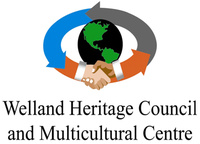 Welland Heritage Council
and Multicultural Centre